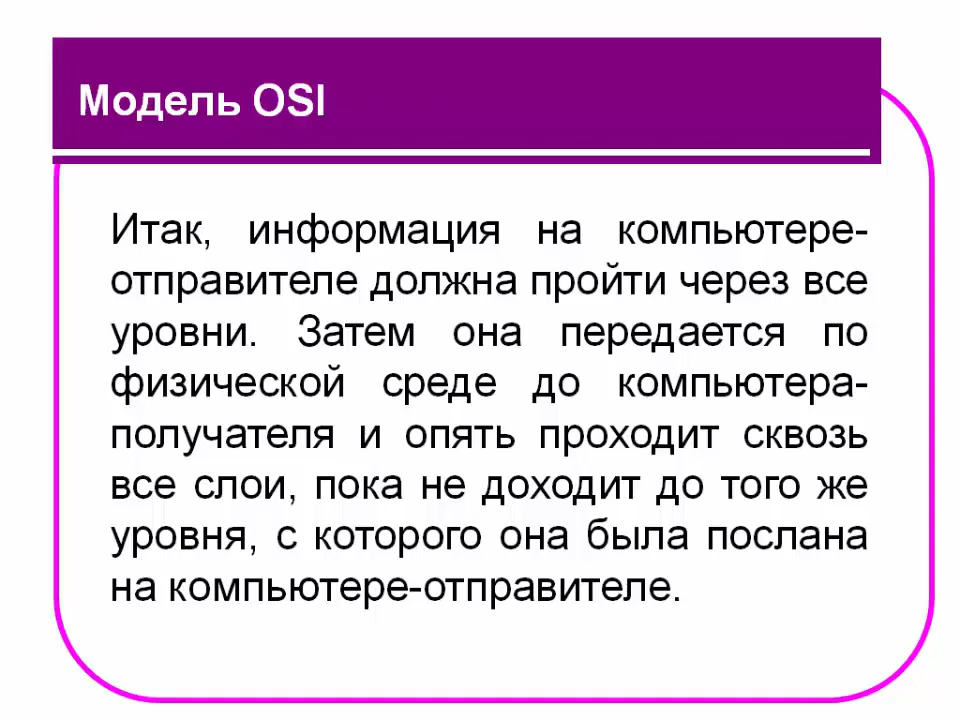 Модель OSI
Итак, информация на компьютере-
отправителе должна пройти через все
уровни. Затем она передается по
физической среде до компьютера-
получателя и опять проходит сквозь
все слои, пока не доходит до того же
уровня, с которого она была послана
на компьютере-отправителе.